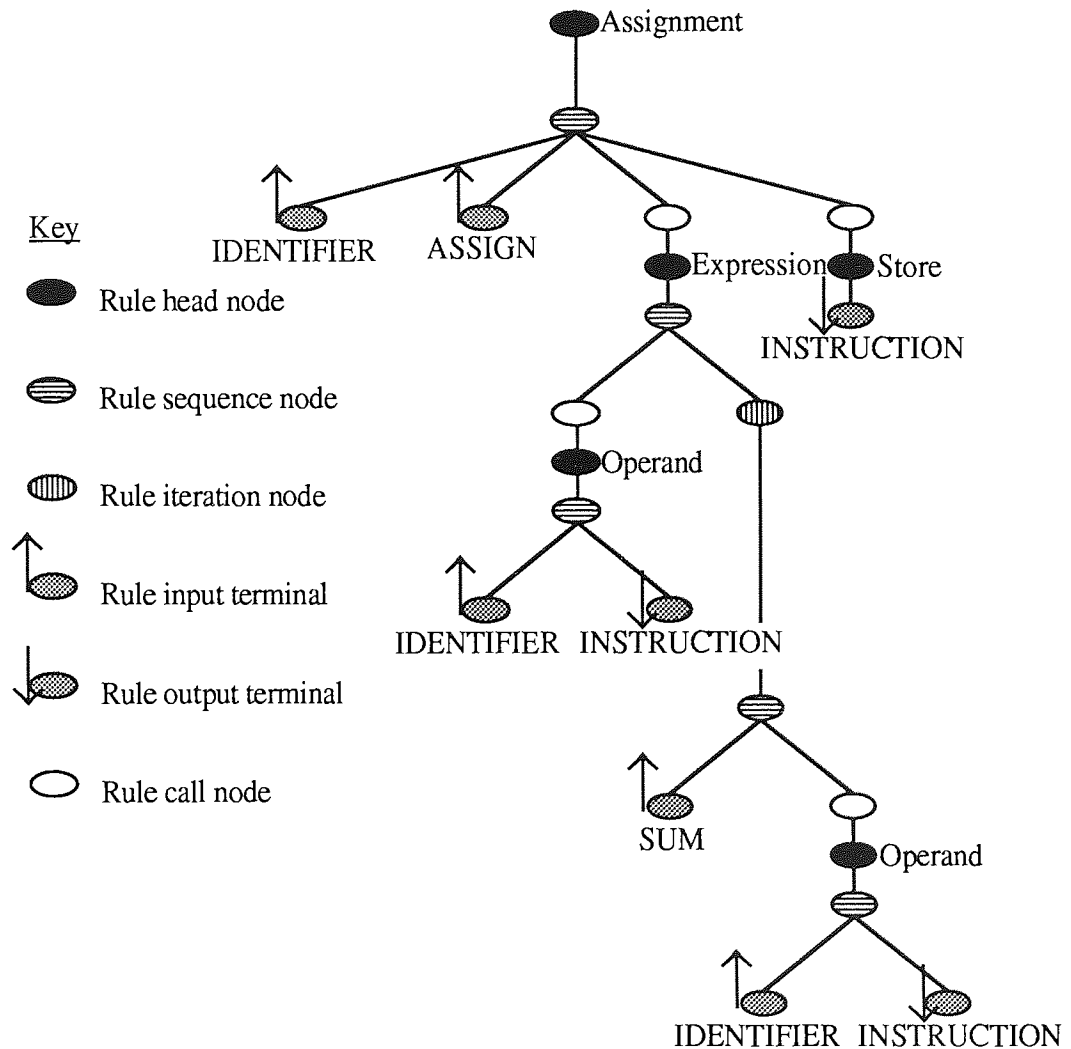 Assignment
IDENTIFIER
ASSIGN
Key
Expression
Store
Rule head node
INSTRUCTION
Rule sequence node
Operand
Rule iteration node
Rule input terminal
IDENTIFIER
INSTRUCTION
Rule output terminal
Rule call node
SUM
Operand
IDENTIFIER
INSTRUCTION